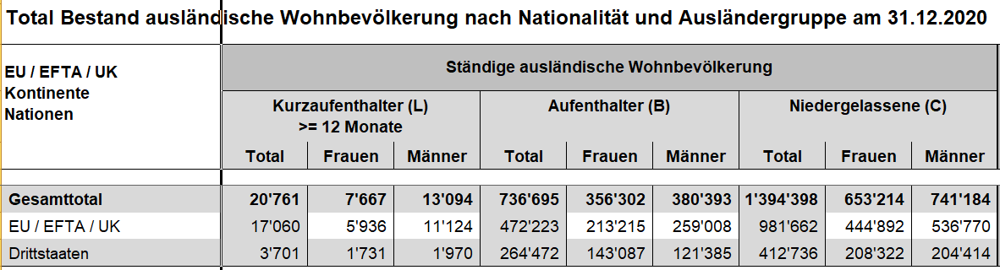 Total Bestand ausländische Wohnbevölkerung nach Nationalität und Ausländergruppe am 31.12.2020
EU / EFTA / UK
Kontinente
Nationen
Ständige ausländische Wohnbevölkerung
Kurzaufenthalter (L)
>= 12 Monate
Aufenthalter (B)
Niedergelassene (C)
Total Frauen Männer Total Frauen Männer Total Frauen Männer
Gesamttotal 20'761 7'667 13'094 736'695 356'302 380'393 1'394'398 653'214 741'184
EU / EFTA / UK 17'060 5'936 11'124 472'223 213'215 259'008 981'662 444'892 536'770
Drittstaaten 3'701 1'731 1'970 264'472 143'087 121'385 412'736 208'322 204'414